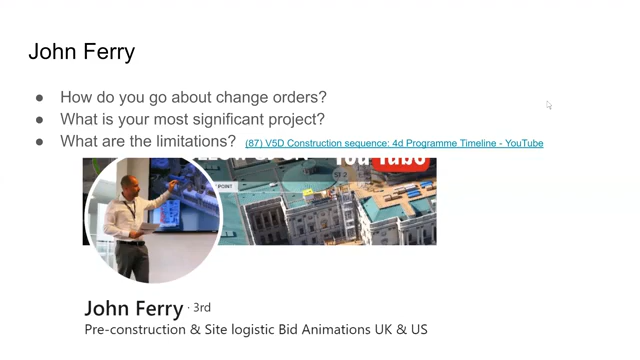 John Ferry
● How do you go about change orders?
● What is your most significant project?
● What are the limitations? (87) V5D Construction sequence: 4d Programme Timeline - YouTube
YouTube
POINT
John Ferry · 3rd
Pre-construction & Site logistic Bid Animations UK & US